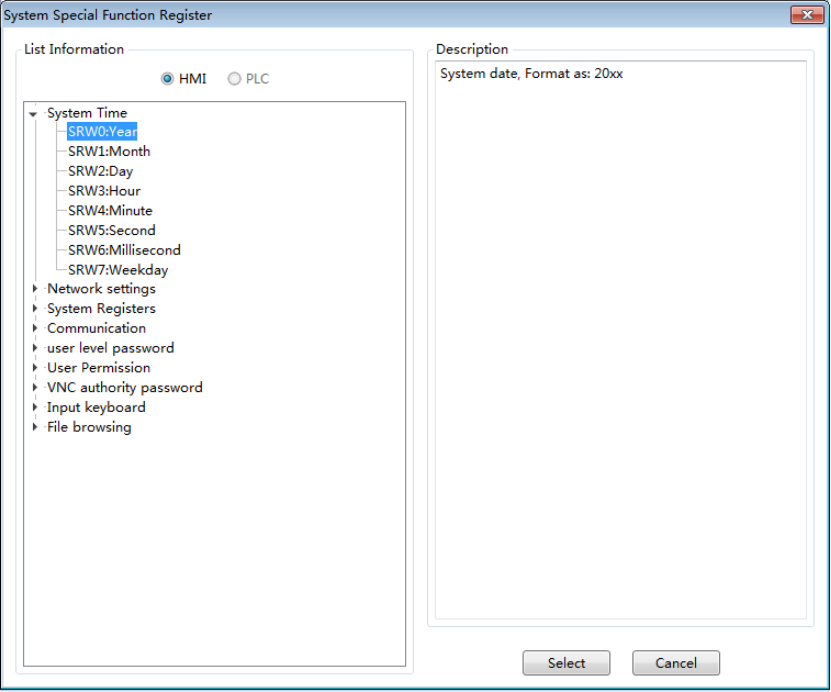 System Special Function Register
List Information
HMI PLC
System Time
SRW0:Year
SRW1:Month
SRW2:Day
SRW3:Hour
SRW4:Minute
SRW5:Second
SRW6:Millisecond
SRW7:Weekday
Network settings
System Registers
Communication
user level password
User Permission
VNC authority password
Input keyboard
File browsing
Description
System date, Format as: 20xx
Select Cancel